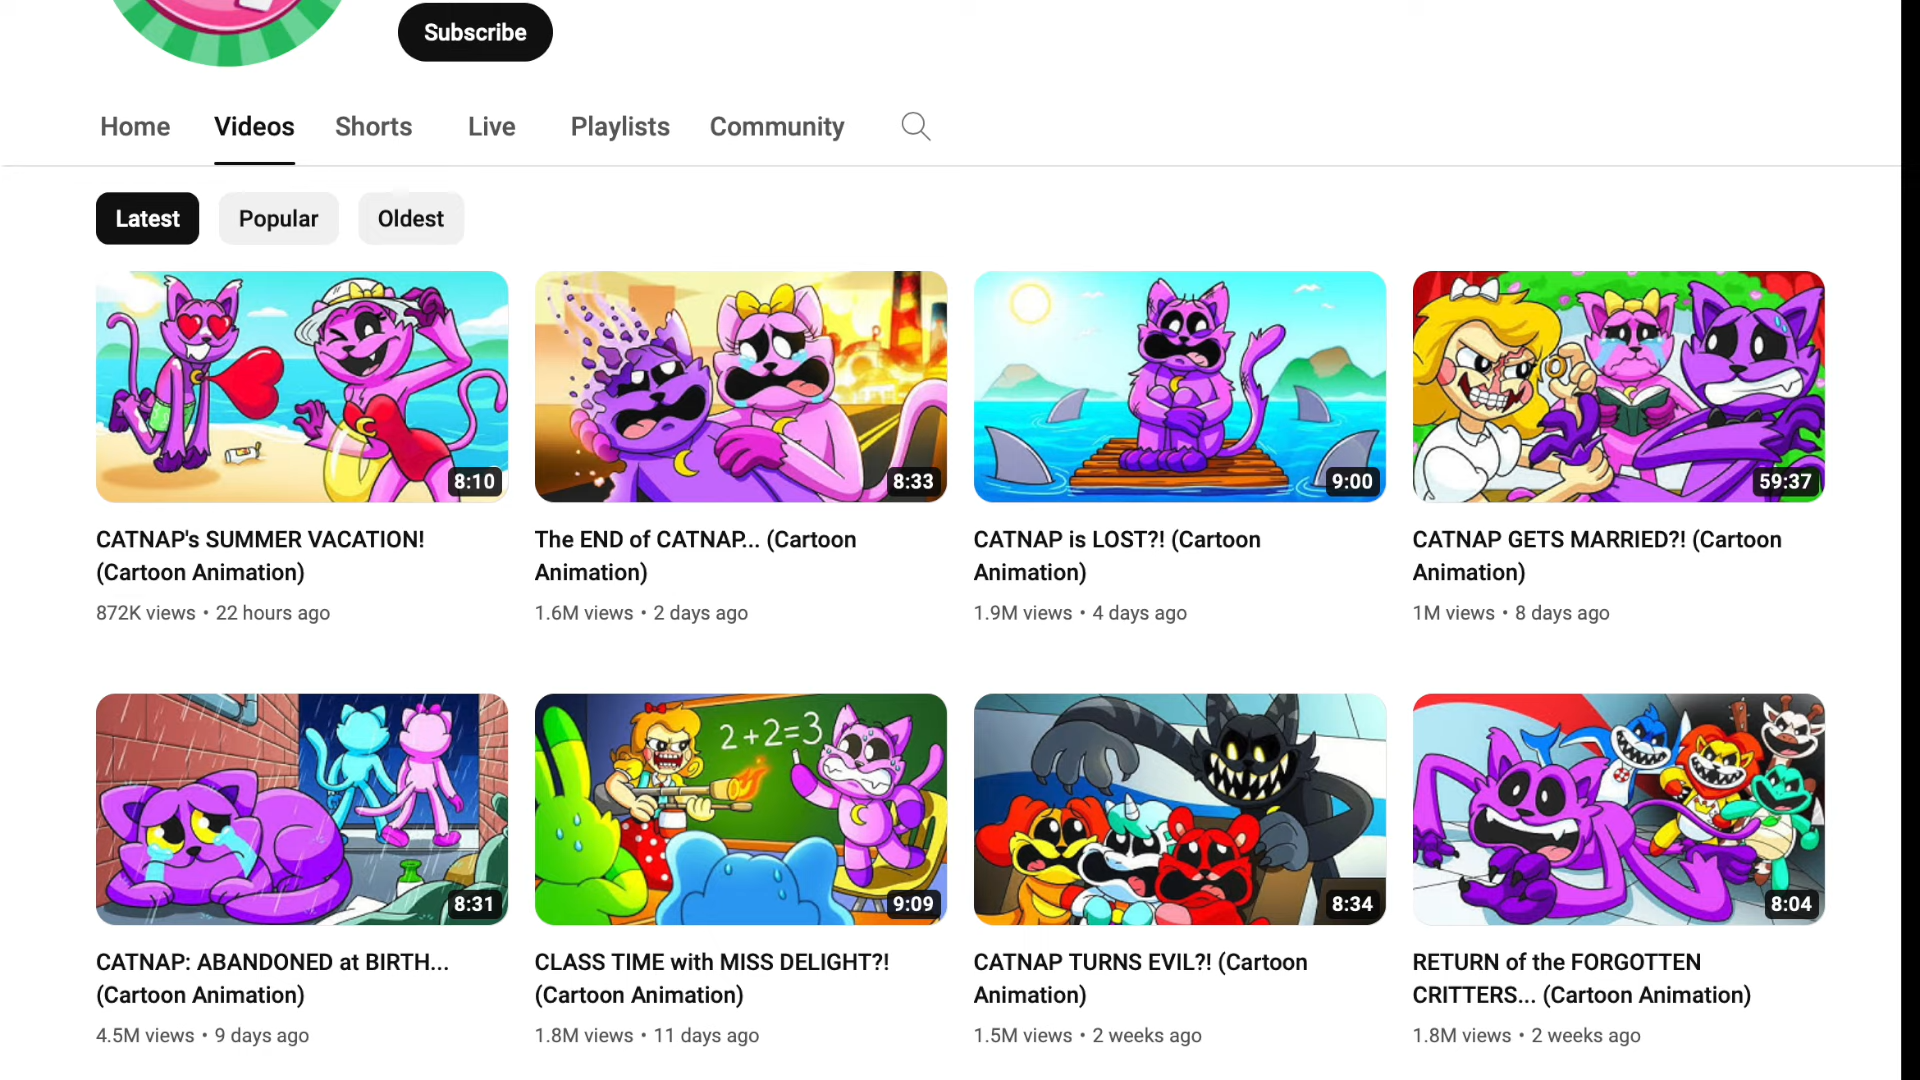 Subscribe
Home Videos Shorts Live Playlists Community
Latest Popular Oldest
8:10
8:33
9:00
59:37
CATNAP's SUMMER VACATION!
(Cartoon Animation)
872K views • 22 hours ago
The END of CATNAP... (Cartoon
Animation)
1.6M views • 2 days ago
CATNAP is LOST?! (Cartoon
Animation)
1.9M views • 4 days ago
CATNAP GETS MARRIED?! (Cartoon
Animation)
1M views • 8 days ago
8:31
2+2=3
9:09
8:34
8:04
CATNAP: ABANDONED at BIRTH...
(Cartoon Animation)
4.5M views • 9 days ago
CLASS TIME with MISS DELIGHT?!
(Cartoon Animation)
1.8M views • 11 days ago
CATNAP TURNS EVIL?! (Cartoon
Animation)
1.5M views • 2 weeks ago
RETURN of the FORGOTTEN
CRITTERS... (Cartoon Animation)
1.8M views • 2 weeks ago